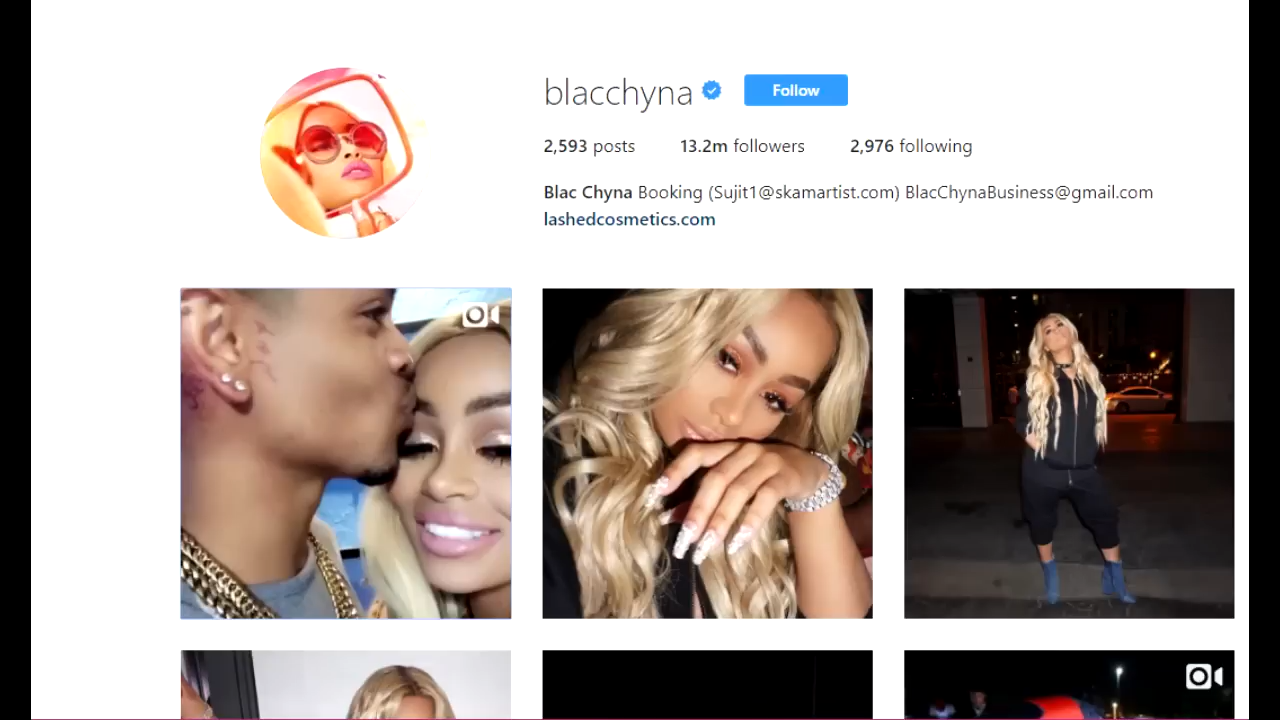 blacchyna Follow
2,593 posts 13.2m followers 2,976 following
Blac Chyna Booking (Sujit1@skamartist.com) BlacChynaBusiness@gmail.com
lashedcosmetics.com